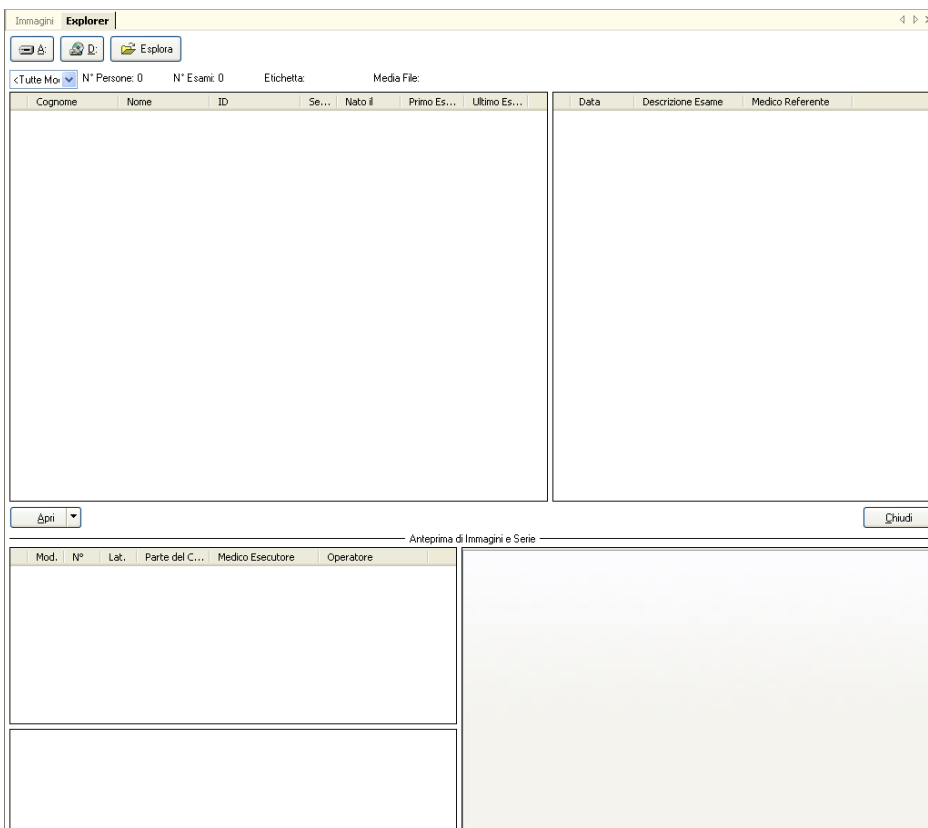 Immagini Explorer
A: D: Esplora
<Tutte Mo N° Persone: 0 N° Esami: 0 Etichetta: Media File:
Cognome Nome ID Se... Nato il Primo Es... Ultimo Es... Data Descrizione Esame Medico Referente
Apri Chiudi
Anteprima di Immagini e Serie
Mod. N° Lat. Parte del C... Medico Esecutore Operatore